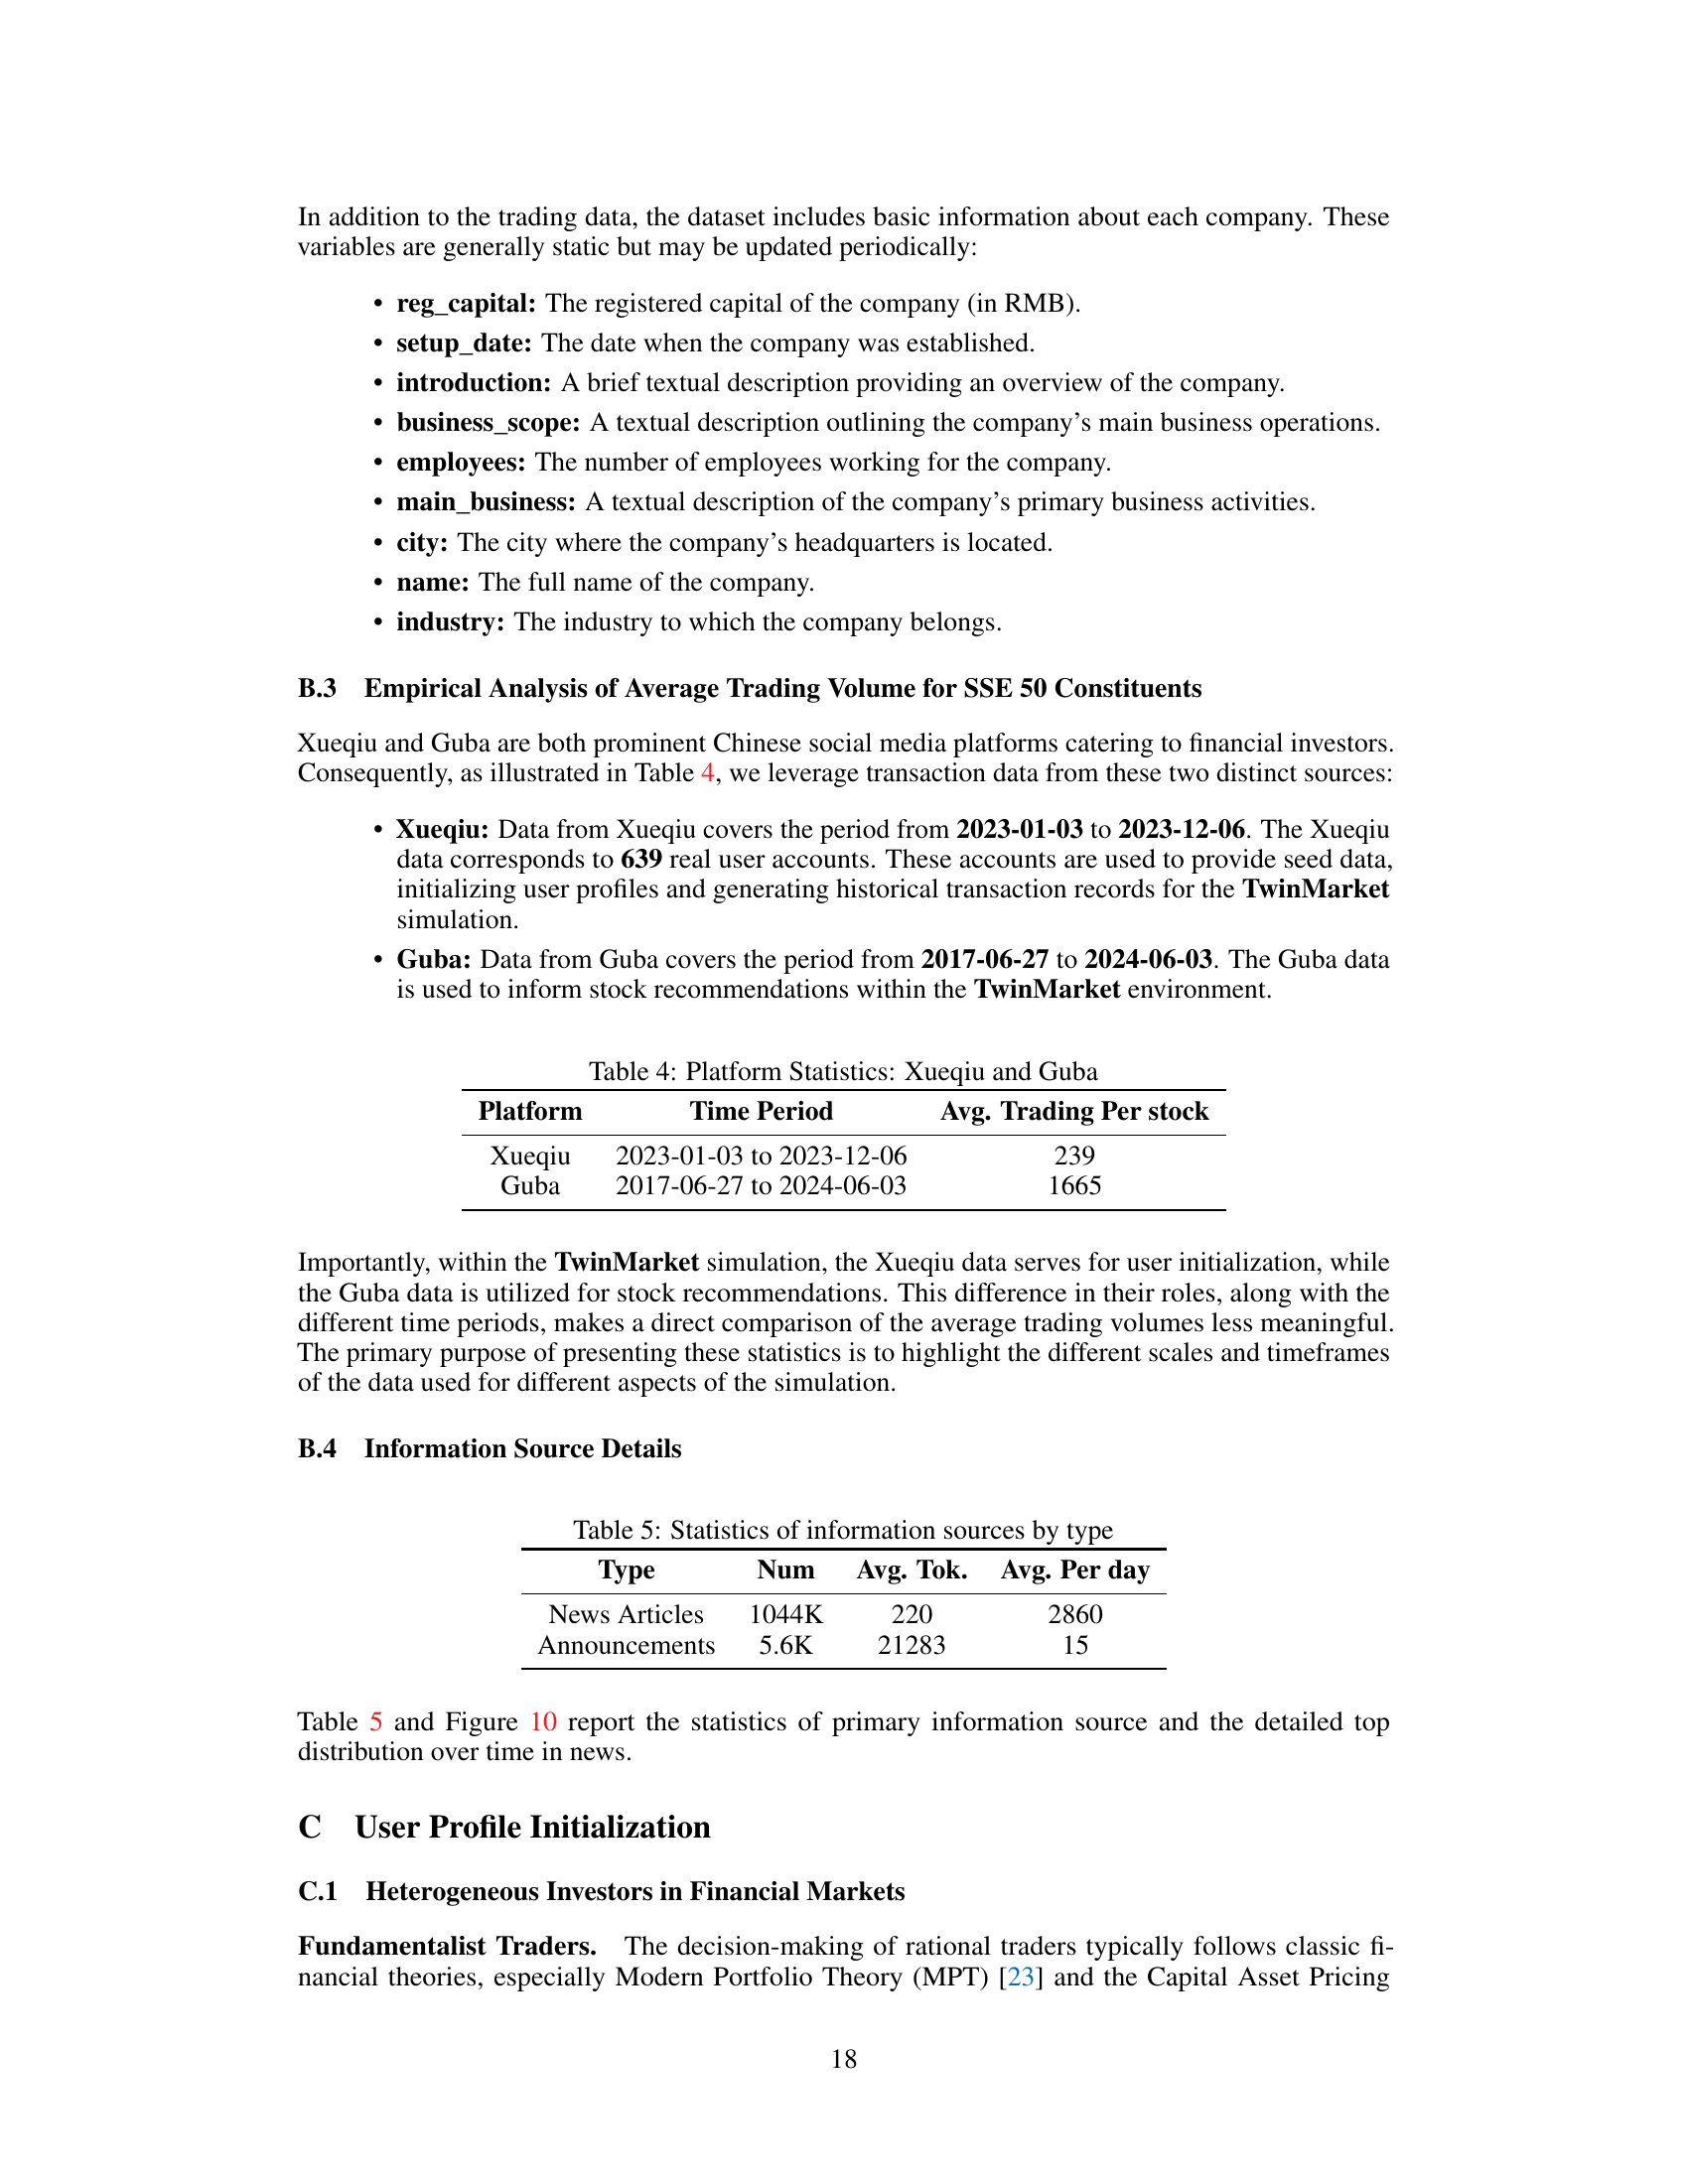 In addition to the trading data, the dataset includes basic information about each company. These
variables are generally static but may be updated periodically:
• reg_capital: The registered capital of the company (in RMB).
• setup_date: The date when the company was established.
• introduction: A brief textual description providing an overview of the company.
• business_scope: A textual description outlining the company's main business operations.
• employees: The number of employees working for the company.
• main_business: A textual description of the company's primary business activities.
• city: The city where the company's headquarters is located.
• name: The full name of the company.
• industry: The industry to which the company belongs.
B.3 Empirical Analysis of Average Trading Volume for SSE 50 Constituents
Xueqiu and Guba are both prominent Chinese social media platforms catering to financial investors.
Consequently, as illustrated in Table 4, we leverage transaction data from these two distinct sources:
• Xueqiu: Data from Xueqiu covers the period from 2023-01-03 to 2023-12-06. The Xueqiu
data corresponds to 639 real user accounts. These accounts are used to provide seed data,
initializing user profiles and generating historical transaction records for the TwinMarket
simulation.
• Guba: Data from Guba covers the period from 2017-06-27 to 2024-06-03. The Guba data
is used to inform stock recommendations within the TwinMarket environment.
Table 4: Platform Statistics: Xueqiu and Guba
Platform Time Period Avg. Trading Per stock
Xueqiu 2023-01-03 to 2023-12-06 239
Guba 2017-06-27 to 2024-06-03 1665
Importantly, within the TwinMarket simulation, the Xueqiu data serves for user initialization, while
the Guba data is utilized for stock recommendations. This difference in their roles, along with the
different time periods, makes a direct comparison of the average trading volumes less meaningful.
The primary purpose of presenting these statistics is to highlight the different scales and timeframes
of the data used for different aspects of the simulation.
B.4 Information Source Details
Table 5: Statistics of information sources by type
Type Num Avg. Tok. Avg. Per day
News Articles 1044K 220 2860
Announcements 5.6K 21283 15
Table 5 and Figure 10 report the statistics of primary information source and the detailed top
distribution over time in news.
C User Profile Initialization
C.1 Heterogeneous Investors in Financial Markets
Fundamentalist Traders. The decision-making of rational traders typically follows classic fi-
nancial theories, especially Modern Portfolio Theory (MPT) [23] and the Capital Asset Pricing
18